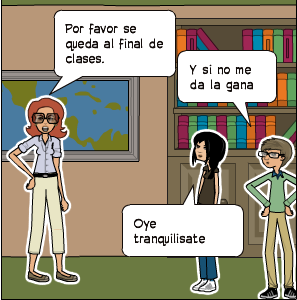 Por favor se
queda al final de
clases.
Y si no me
da la gana
Oye
tranquilisate